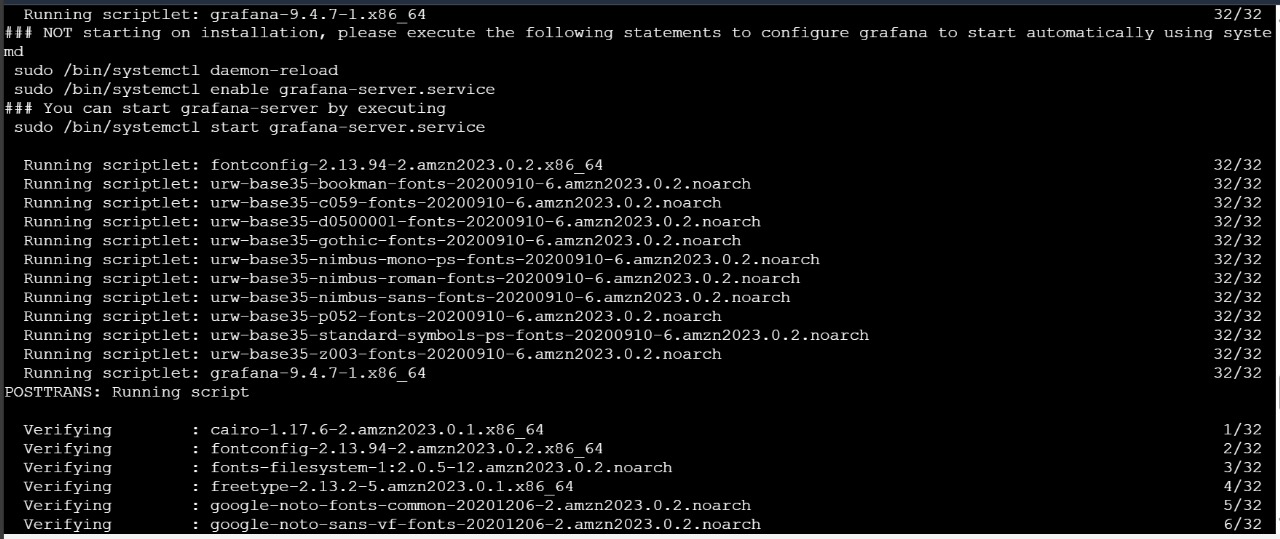 Running scriptlet: grafana-9.4.7-1.x86_64 32/32
### NOT starting on installation, please execute the following statements to configure grafana to start automatically using syste
md
sudo /bin/systemctl daemon-reload
sudo /bin/systemctl enable grafana-server.service
### You can start grafana-server by executing
sudo /bin/systemctl start grafana-server.service
Running scriptlet: fontconfig-2.13.94-2.amzn2023.0.2.x86_64 32/32
Running scriptlet: urw-base35-bookman-fonts-20200910-6.amzn2023.0.2.noarch 32/32
Running scriptlet: urw-base35-c059-fonts-20200910-6.amzn2023.0.2.noarch 32/32
Running scriptlet: urw-base35-d050000l-fonts-20200910-6.amzn2023.0.2.noarch 32/32
Running scriptlet: urw-base35-gothic-fonts-20200910-6.amzn2023.0.2.noarch 32/32
Running scriptlet: urw-base35-nimbus-mono-ps-fonts-20200910-6.amzn2023.0.2.noarch 32/32
Running scriptlet: urw-base35-nimbus-roman-fonts-20200910-6.amzn2023.0.2.noarch 32/32
Running scriptlet: urw-base35-nimbus-sans-fonts-20200910-6.amzn2023.0.2.noarch 32/32
Running scriptlet: urw-base35-p052-fonts-20200910-6.amzn2023.0.2.noarch 32/32
Running scriptlet: urw-base35-standard-symbols-ps-fonts-20200910-6.amzn2023.0.2.noarch 32/32
Running scriptlet: urw-base35-z003-fonts-20200910-6.amzn2023.0.2.noarch 32/32
Running scriptlet: grafana-9.4.7-1.x86_64 32/32
POSTTRANS: Running script
Verifying : cairo-1.17.6-2.amzn2023.0.1.x86_64 1/32
Verifying : fontconfig-2.13.94-2.amzn2023.0.2.x86_64 2/32
Verifying : fonts-filesystem-1:2.0.5-12.amzn2023.0.2.noarch 3/32
Verifying : freetype-2.13.2-5.amzn2023.0.1.x86_64 4/32
Verifying : google-noto-fonts-common-20201206-2.amzn2023.0.2.noarch 5/32
Verifying : google-noto-sans-vf-fonts-20201206-2.amzn2023.0.2.noarch 6/32